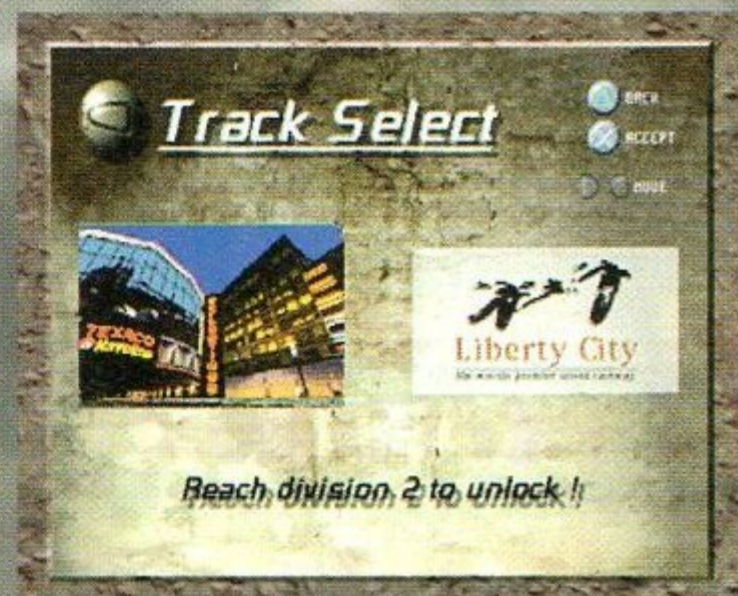 Track Select
BACK
ACCEPT
MOVE
TEXACO
Liberty City
Reach division 2 to unlock !